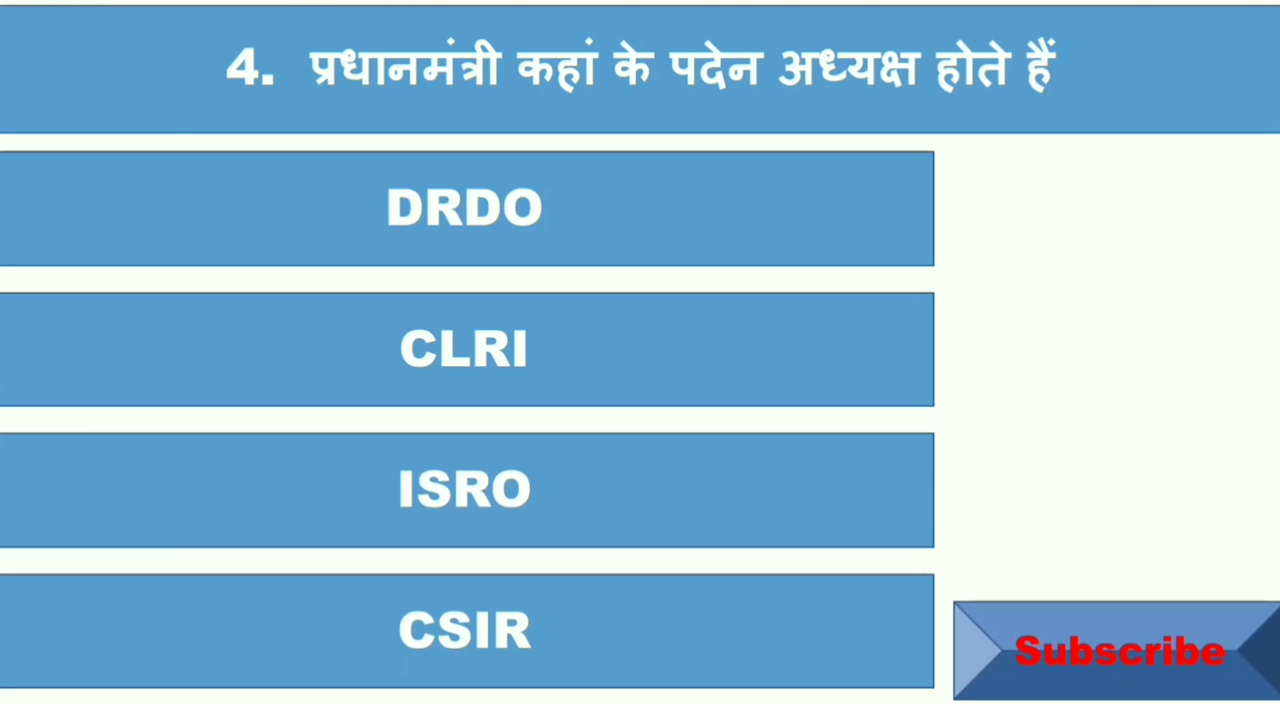 4. प्रधानमंत्री कहां के पदेन अध्यक्ष होते हैं
DRDO
CLRI
ISRO
CSIR
Subscribe